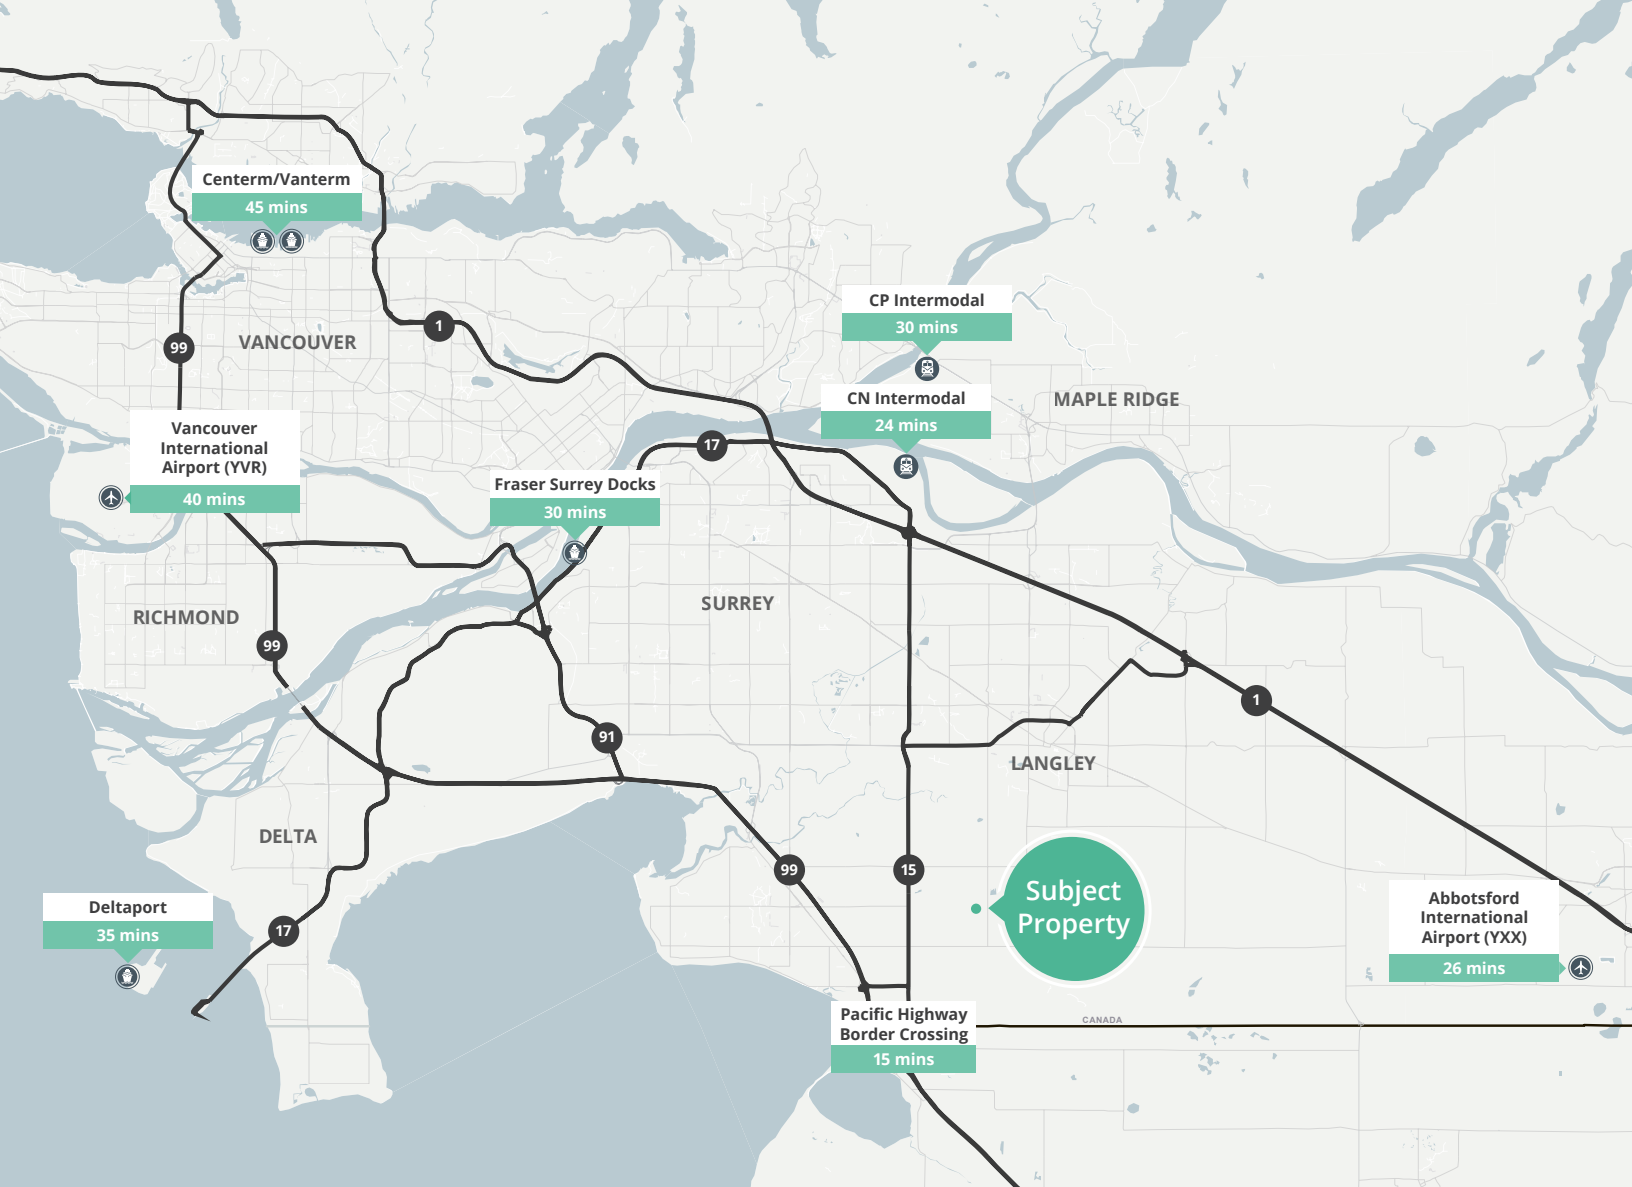 Centerm/Vanterm
45 mins
CP Intermodal
30 mins
1
VANCOUVER
99
CN Intermodal
24 mins
MAPLE RIDGE
Vancouver
International
Airport (YVR)
40 mins
17
Fraser Surrey Docks
30 mins
SURREY
RICHMOND
99
1
91
LANGLEY
DELTA
99
15
Subject
Property
Abbotsford
International
Airport (YXX)
26 mins
Deltaport
35 mins
17
Pacific Highway
Border Crossing
15 mins
CANADA